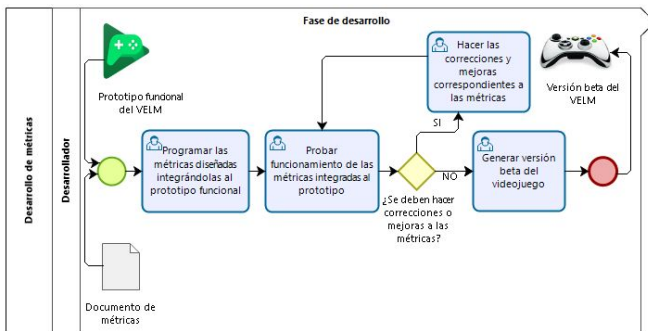 Fase de desarrollo
Desarrollo de métricas
Desarrollador
Prototipo funcional
del VELM
Programar las
métricas diseñadas
integrándolas al
prototipo funcional
Probar
funcionamiento de las
métricas integradas al
prototipo
Hacer las
correcciones y
mejoras
correspondientes a
las métricas
SI
NO
¿Se deben hacer
correcciones o
mejoras a las
métricas?
Generar versión
beta del
videojuego
Versión beta del
VELM
Documento de
métricas